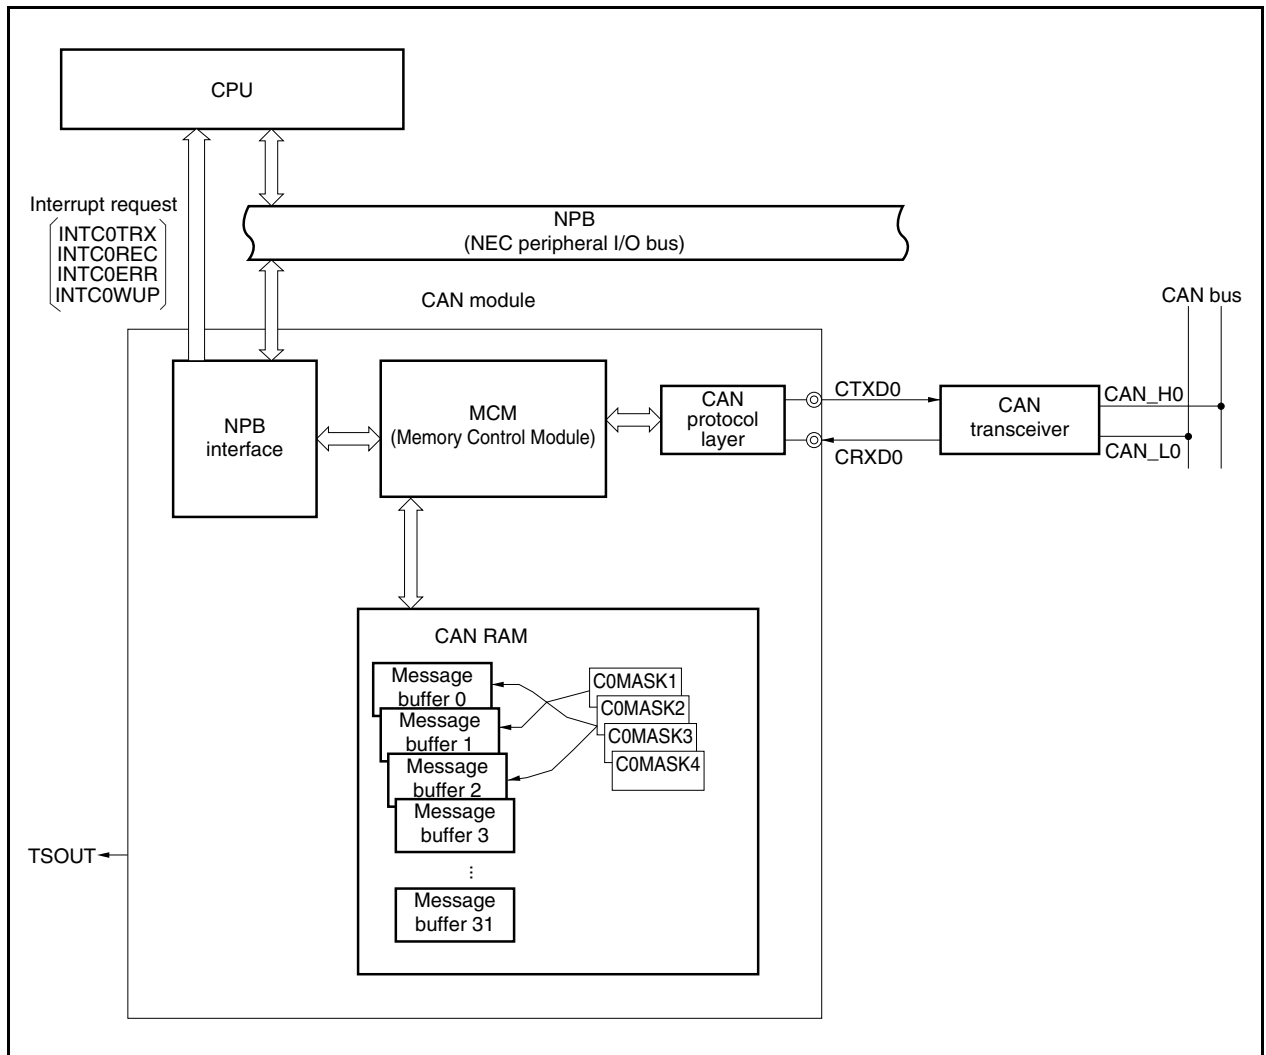 CPU
Interrupt request
INTC0TRX
INTC0REC
INTC0ERR
INTC0WUP
NPB
(NEC peripheral I/O bus)
CAN module
CAN bus
NPB
interface
MCM
(Memory Control Module)
CAN
protocol
layer
CTXD0
CRXD0
CAN
transceiver
CAN_H0
CAN_L0
CAN RAM
Message
buffer 0
Message
buffer 1
Message
buffer 2
Message
buffer 3
...
Message
buffer 31
C0MASK1
C0MASK2
C0MASK3
C0MASK4
TSOUT